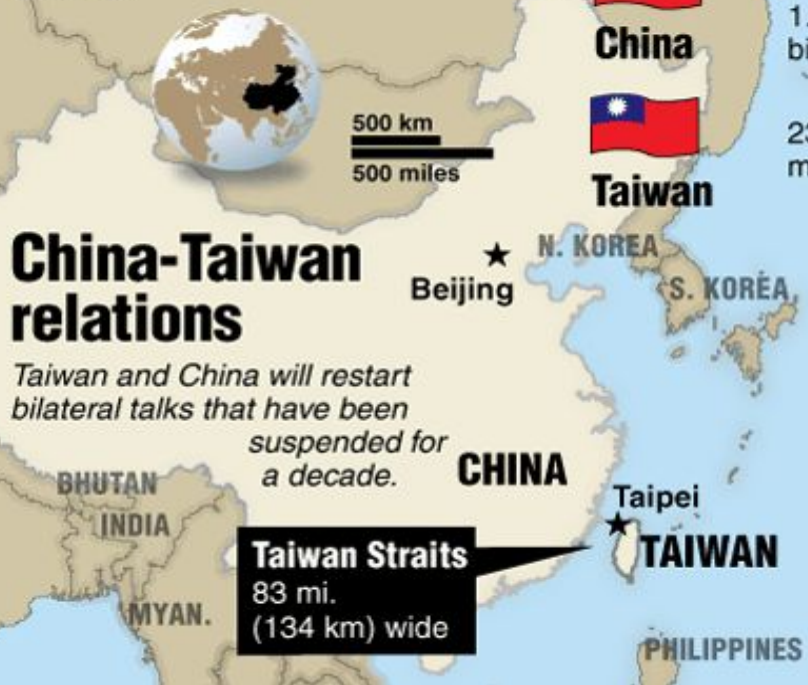 China
Taiwan
500 km
500 miles
China-Taiwan
relations
Taiwan and China will restart
bilateral talks that have been
suspended for
a decade.
Beijing
N. KOREA
S. KOREA
CHINA
Taipei
TAIWAN
BHUTAN
INDIA
MYAN.
Taiwan Straits
83 mi.
(134 km) wide
PHILIPPINES